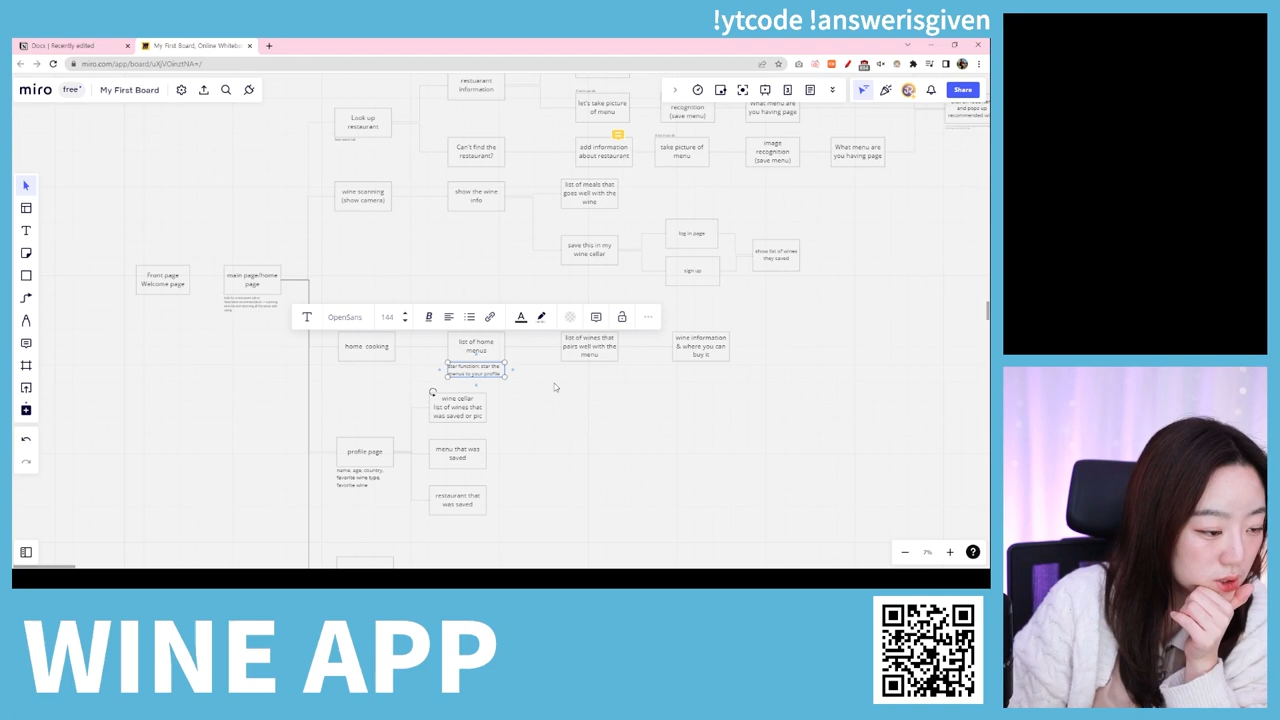 !ytcode !answerisgiven
Docs | Recently edited
My First Board, Online Whiteb
miro.com/app/board/uXjVOinztNA=/
miro
free
My First Board
Share
restuarant
information
let's take picture
of menu
recognition
(save menu)
What menu are
you having page
and pops up
recommended wi
Look up
restaurant
Can't find the
restaurant?
add information
about restaurant
take picture of
menu
image
recognition
(save menu)
What menu are
you having page
wine scanning
(show camera)
show the wine
info
list of meals that
goes well with the
wine
save this in my
wine cellar
log in page
sign up
show list of wines
they saved
Front page
Welcome page
main page/home
page
OpenSans
144
home cooking
list of home
menus
star function: star the
menus to your profile
list of wines that
pairs well with the
menu
wine information
& where you can
buy it
wine cellar
list of wines that
was saved or pic
profile page
name, age, country,
favorite wine type,
favorite wine
menu that was
saved
restaurant that
was saved
7%
WINE APP